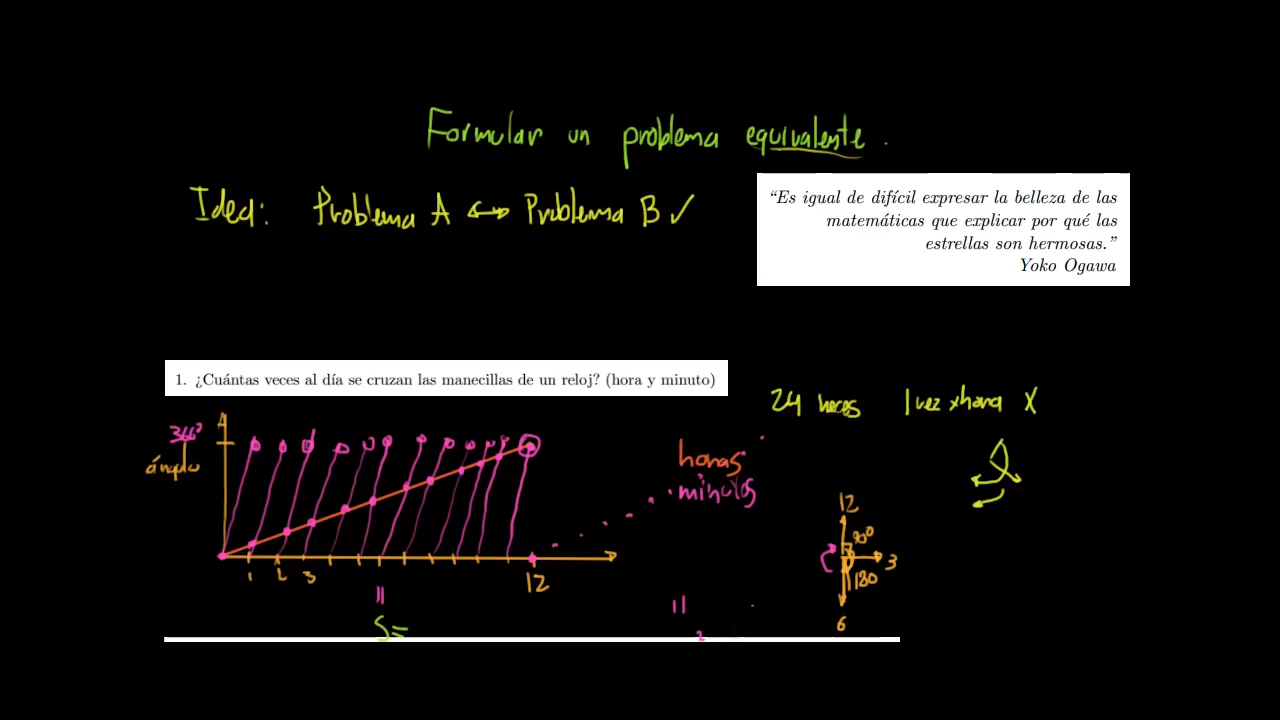 Formular un problema equivalente.
Idea: Problema A ↔ Problema B ✓
“Es igual de difícil expresar la belleza de las
matemáticas que explicar por qué las
estrellas son hermosas.”
Yoko Ogawa
1. ¿Cuántas veces al día se cruzan las manecillas de un reloj? (hora y minuto)
24 veces 1 vez xhora X
360°
ángulo
horas
minutos
1 2 3 12
12
90°
3
180
6
11 11
S=
2